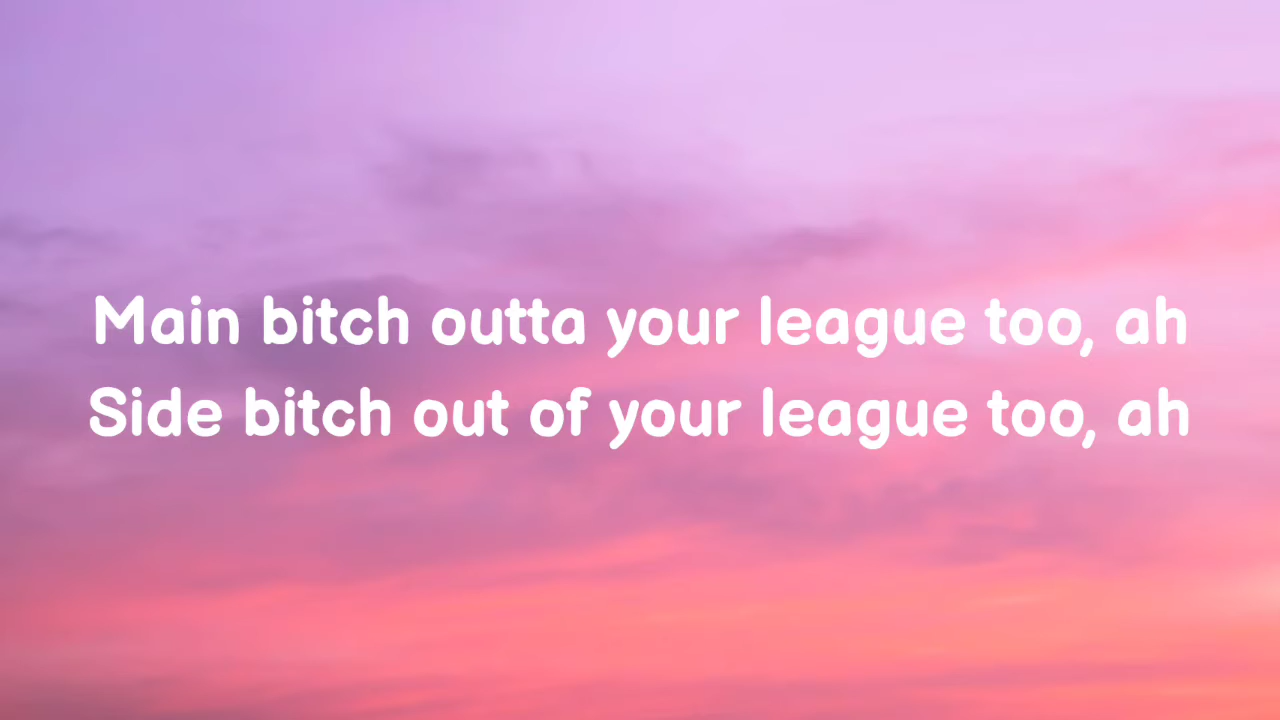 Main bitch outta your league too, ah
Side bitch out of your league too, ah